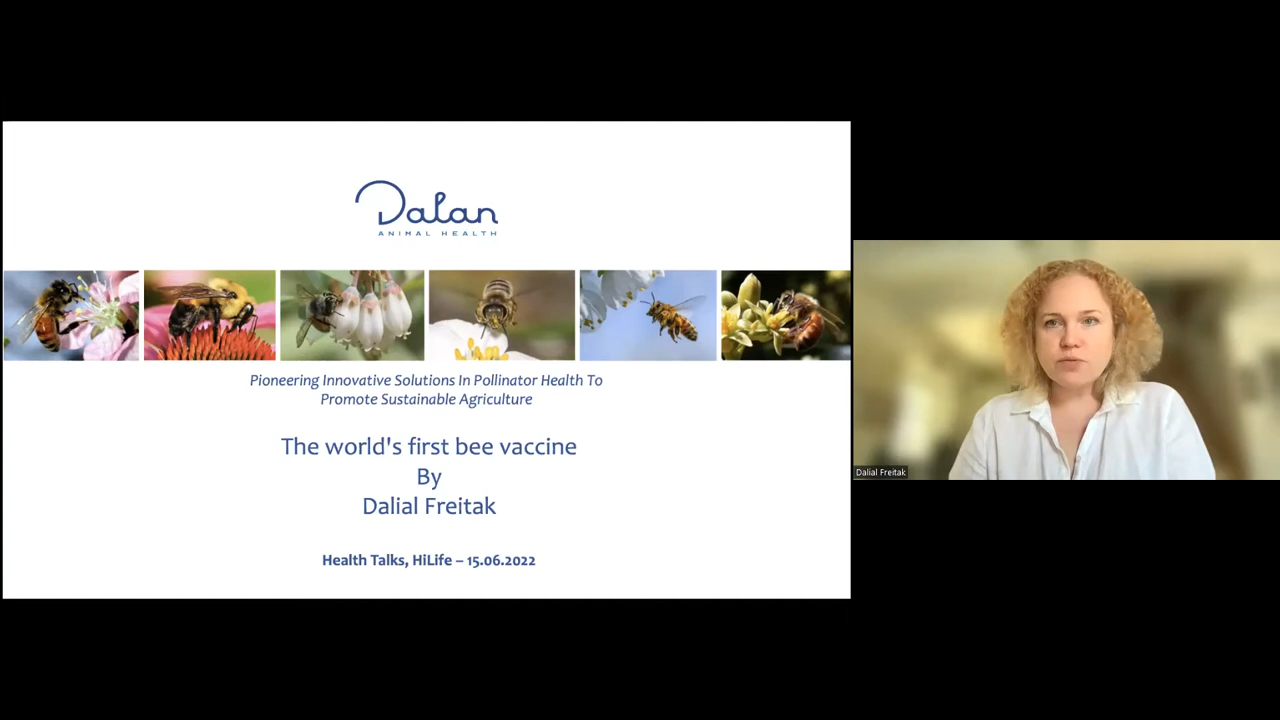 Dalan
ANIMAL HEALTH
Pioneering Innovative Solutions In Pollinator Health To
Promote Sustainable Agriculture
The world's first bee vaccine
By
Dalial Freitak
Health Talks, HiLife – 15.06.2022
Dalial Freitak